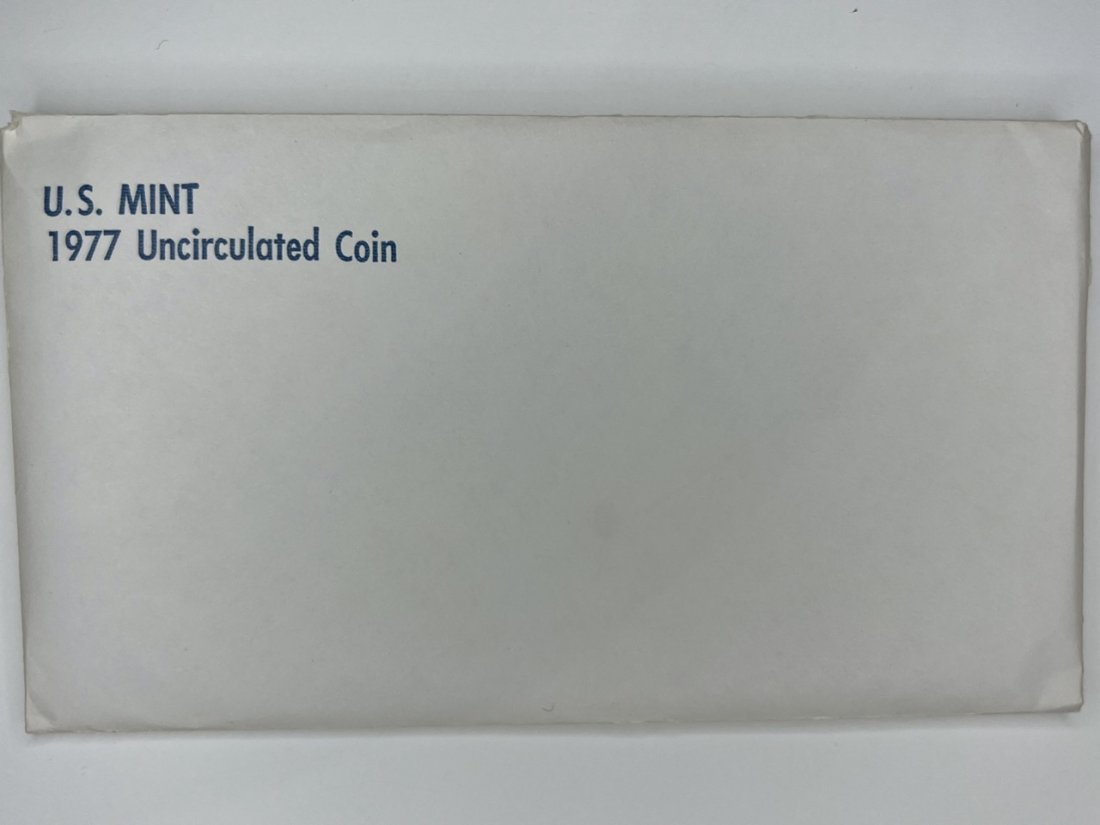 U.S. MINT
1977 Uncirculated Coin